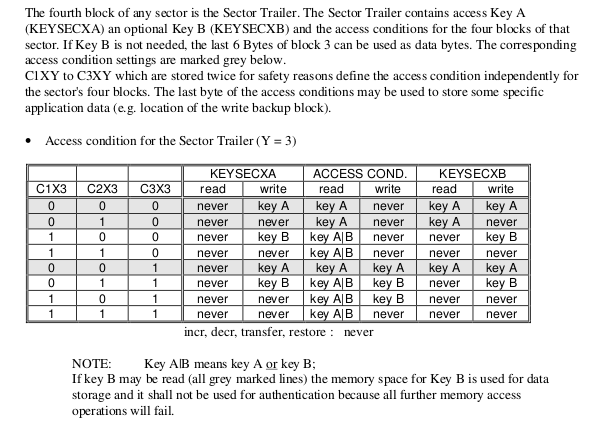 The fourth block of any sector is the Sector Trailer. The Sector Trailer contains access Key A
(KEYSECXA) an optional Key B (KEYSECXB) and the access conditions for the four blocks of that
sector. If Key B is not needed, the last 6 Bytes of block 3 can be used as data bytes. The corresponding
access condition settings are marked grey below.
C1XY to C3XY which are stored twice for safety reasons define the access condition independently for
the sector's four blocks. The last byte of the access conditions may be used to store some specific
application data (e.g. location of the write backup block).
• Access condition for the Sector Trailer (Y = 3)
KEYSECXA ACCESS COND. KEYSECXB
C1X3 C2X3 C3X3 read write read write read write
0 0 0 never key A key A never key A key A
0 1 0 never never key A never key A never
1 0 0 never key B key A|B never never key B
1 1 0 never never key A|B never never never
0 0 1 never key A key A key A key A key A
0 1 1 never key B key A|B key B never key B
1 0 1 never never key A|B key B never never
1 1 1 never never key A|B never never never
incr, decr, transfer, restore : never
NOTE: Key A|B means key A or key B;
If key B may be read (all grey marked lines) the memory space for Key B is used for data
storage and it shall not be used for authentication because all further memory access
operations will fail.